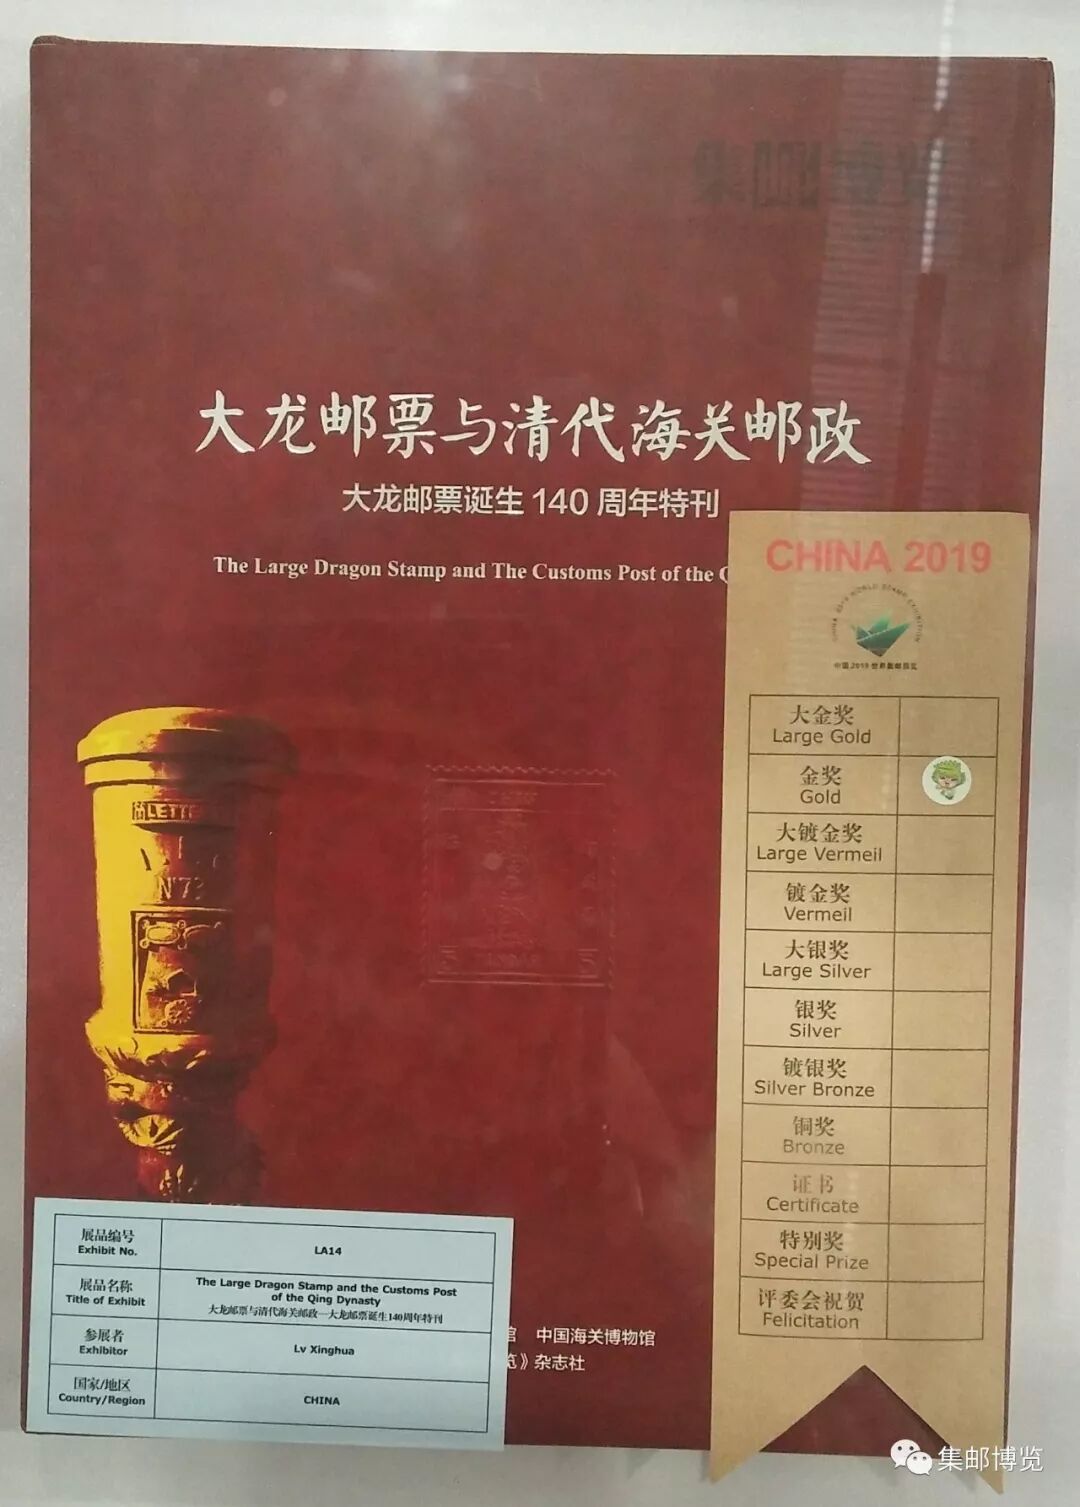 集邮博览
大龙邮票与清代海关邮政
大龙邮票诞生140周年特刊
The Large Dragon Stamp and The Customs Post of the
CHINA 2019
CHINA 2019 WORLD STAMP EXHIBITION
中国2019世界集邮展览
大金奖
Large Gold
金奖
Gold
大镀金奖
Large Vermeil
镀金奖
Vermeil
大银奖
Large Silver
银奖
Silver
镀银奖
Silver Bronze
铜奖
Bronze
证书
Certificate
特别奖
Special Prize
评委会祝贺
Felicitation
展品编号
Exhibit No.
LA14
展品名称
Title of Exhibit
The Large Dragon Stamp and the Customs Post
of the Qing Dynasty
大龙邮票与清代海关邮政—大龙邮票诞生140周年特刊
参展者
Exhibitor
Lv Xinghua
国家/地区
Country/Region
CHINA
馆 中国海关博物馆
览》杂志社
集邮博览